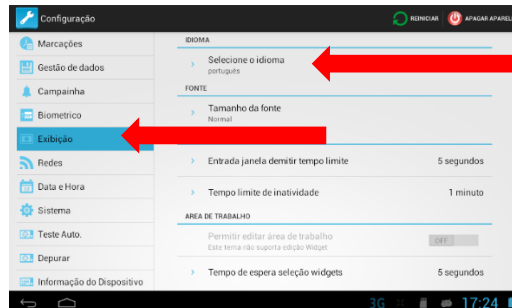 Configuração
REINICIAR
APAGAR APAREL
Marcações
Gestão de dados
Campainha
Biometrico
Exibição
Redes
Data e Hora
Sistema
Teste Auto.
Depurar
Informação do Dispositivo
IDIOMA
Selecione o idioma
português
FONTE
Tamanho da fonte
Normal
Entrada janela demitir tempo limite
5 segundos
Tempo limite de inatividade
1 minuto
AREA DE TRABALHO
Permitir editar área de trabalho
OFF
Este tema não suporta edição Widget
Tempo de espera seleção widgets
5 segundos
3G
17:24